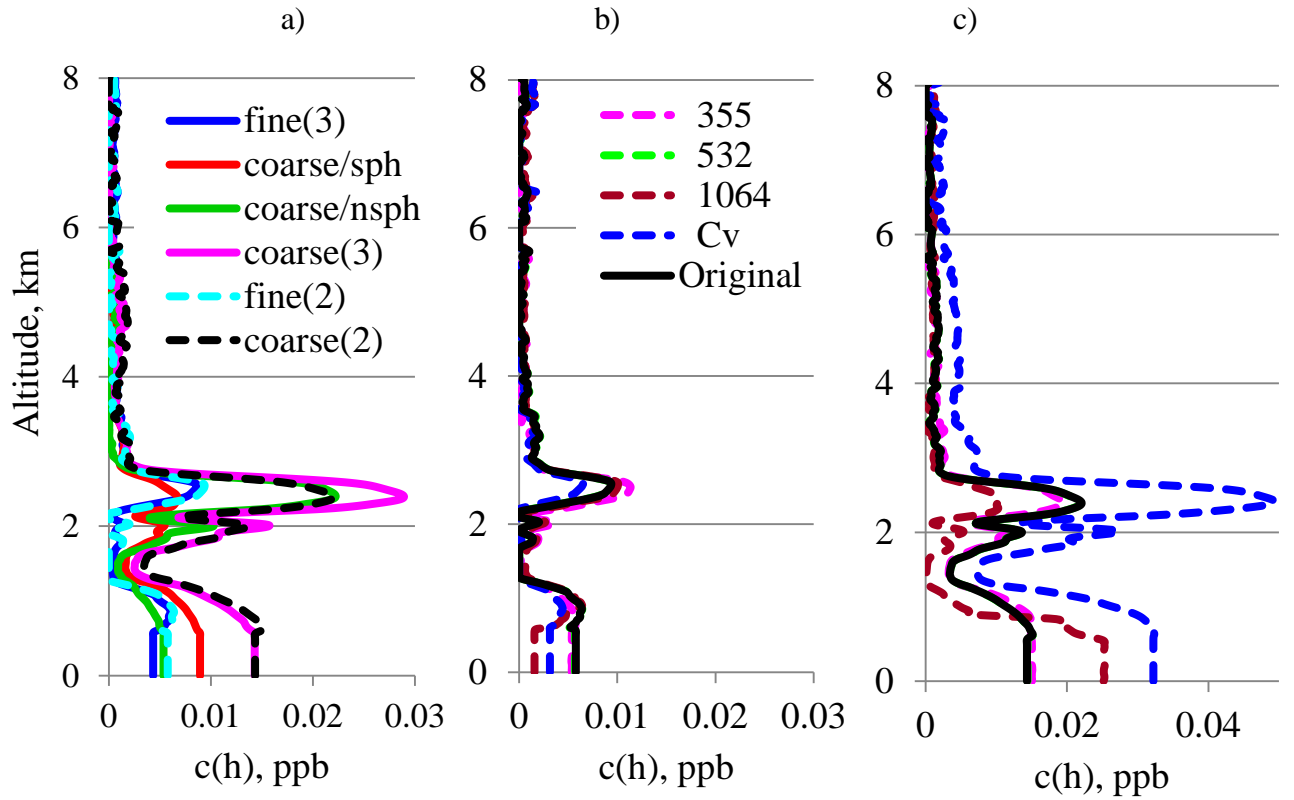 a)
b)
c)
8
6
4
2
0
Altitude, km
fine(3)
coarse/sph
coarse/nsph
coarse(3)
fine(2)
coarse(2)
0
0.01
0.02
0.03
c(h), ppb
8
6
4
2
0
355
532
1064
Cv
Original
0
0.01
0.02
0.03
c(h), ppb
8
6
4
2
0
0
0.02
0.04
c(h), ppb